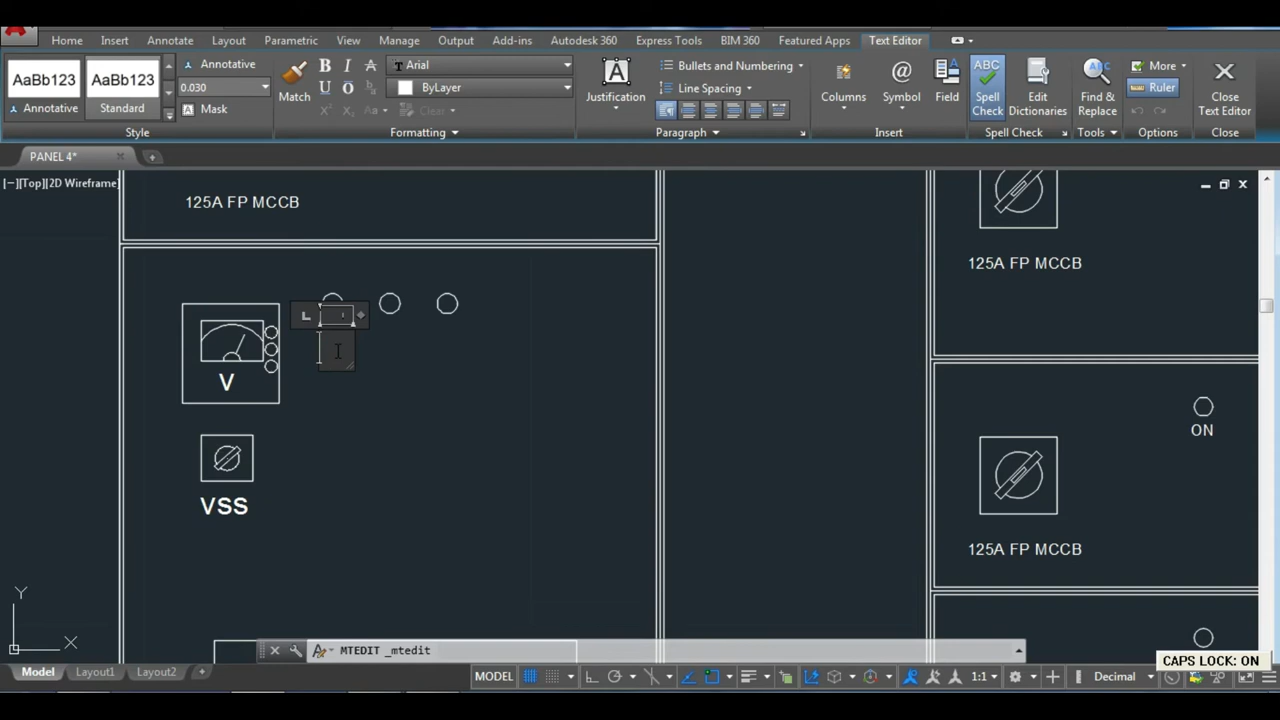 Home Insert Annotate Layout Parametric View Manage Output Add-ins Autodesk 360 Express Tools BIM 360 Featured Apps Text Editor
AaBb123 AaBb123 Annotative
Annotative Standard 0.030 Mask
Match B I A U O Arial ByLayer Aa Clear
A Justification Bullets and Numbering Line Spacing
Columns @ Symbol Field ABC Spell Check Edit Dictionaries Find & Replace More Ruler Close Text Editor
Style Formatting Paragraph Insert Spell Check Tools Options Close
PANEL 4*
[−][Top][2D Wireframe]
125A FP MCCB
125A FP MCCB
V
ON
VSS
125A FP MCCB
Y
X
MTEDIT _mtedit
CAPS LOCK: ON
Model Layout1 Layout2 + MODEL 1:1 Decimal